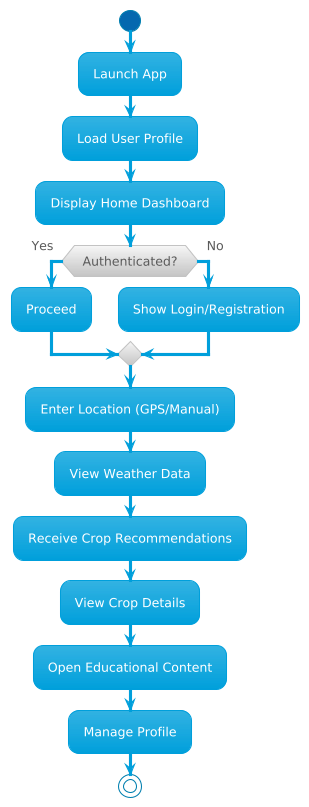 Launch App
Load User Profile
Display Home Dashboard
Yes
Authenticated?
No
Proceed
Show Login/Registration
Enter Location (GPS/Manual)
View Weather Data
Receive Crop Recommendations
View Crop Details
Open Educational Content
Manage Profile